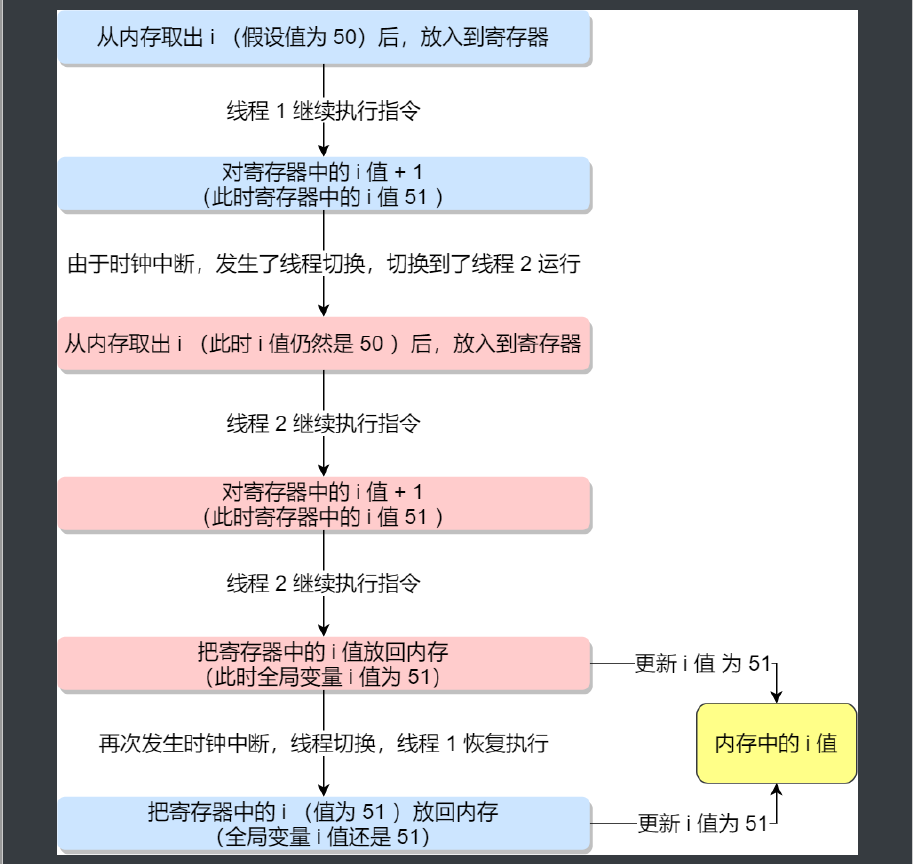 从内存取出 i （假设值为 50）后，放入到寄存器
线程 1 继续执行指令
对寄存器中的 i 值 + 1
（此时寄存器中的 i 值 51 ）
由于时钟中断，发生了线程切换，切换到了线程 2 运行
从内存取出 i （此时 i 值仍然是 50 ）后，放入到寄存器
线程 2 继续执行指令
对寄存器中的 i 值 + 1
（此时寄存器中的 i 值 51 ）
线程 2 继续执行指令
把寄存器中的 i 值放回内存
（此时全局变量 i 值为 51）
更新 i 值 为 51
再次发生时钟中断，线程切换，线程 1 恢复执行
内存中的 i 值
把寄存器中的 i （值为 51 ）放回内存
（全局变量 i 值还是 51）
更新 i 值为 51